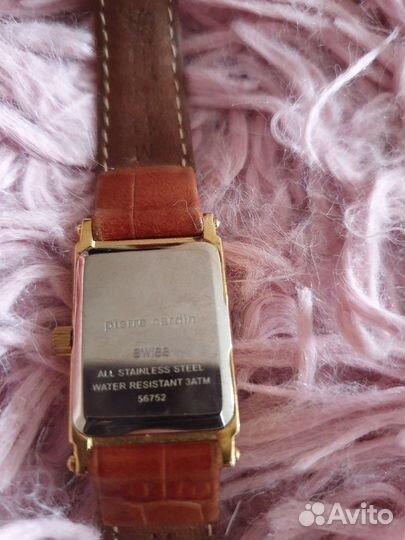 pierre cardin
swiss
ALL STAINLESS STEEL
WATER RESISTANT 3ATM
56752
Avito